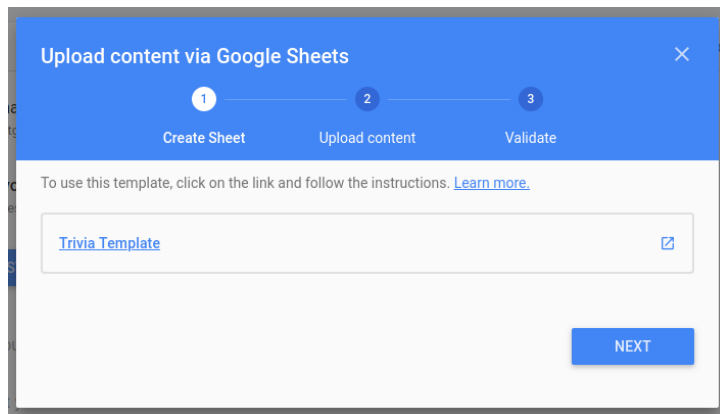 Upload content via Google Sheets
1
2
3
Create Sheet
Upload content
Validate
To use this template, click on the link and follow the instructions. Learn more.
Trivia Template
NEXT